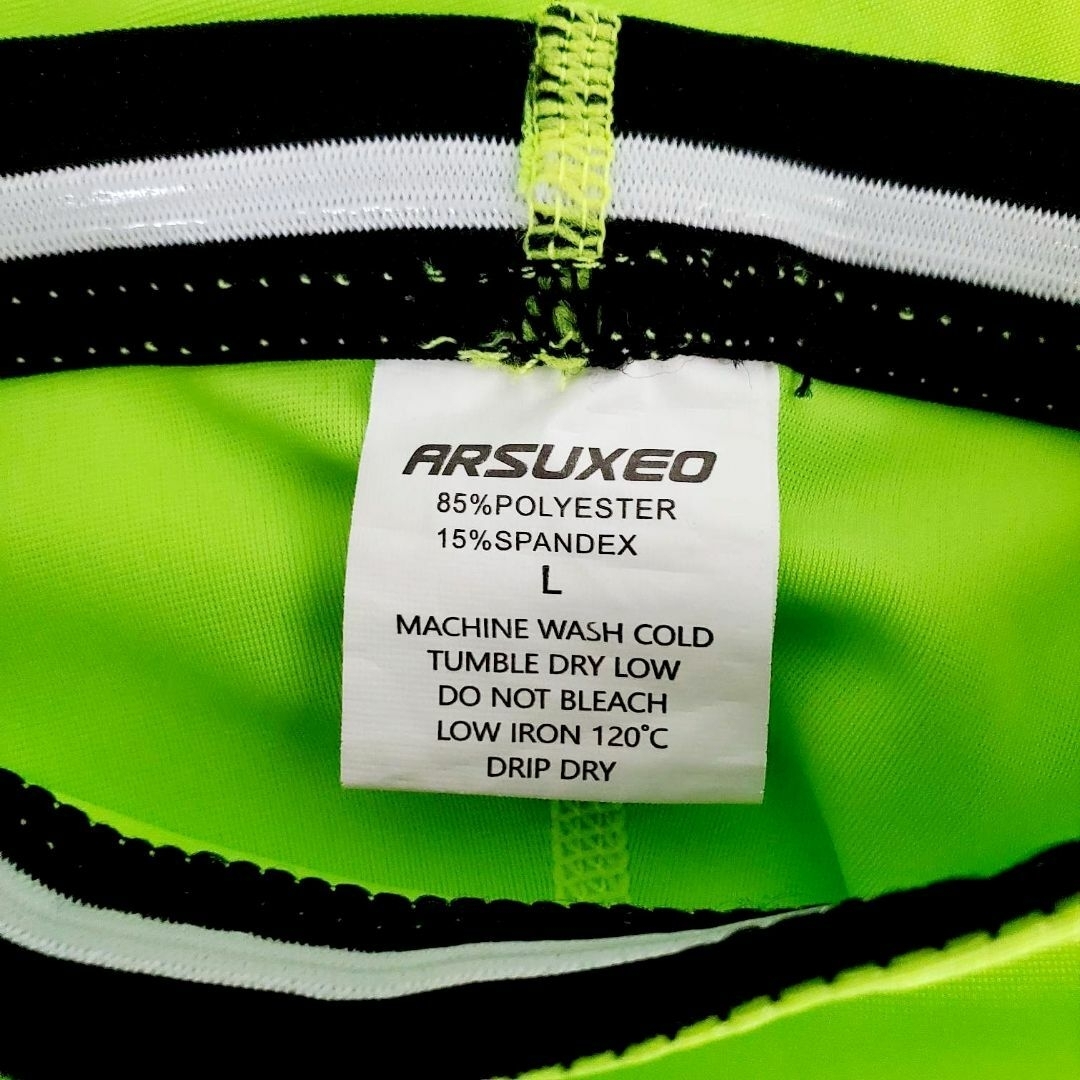 ARSUXEO
85%POLYESTER
15%SPANDEX
L
MACHINE WASH COLD
TUMBLE DRY LOW
DO NOT BLEACH
LOW IRON 120°C
DRIP DRY